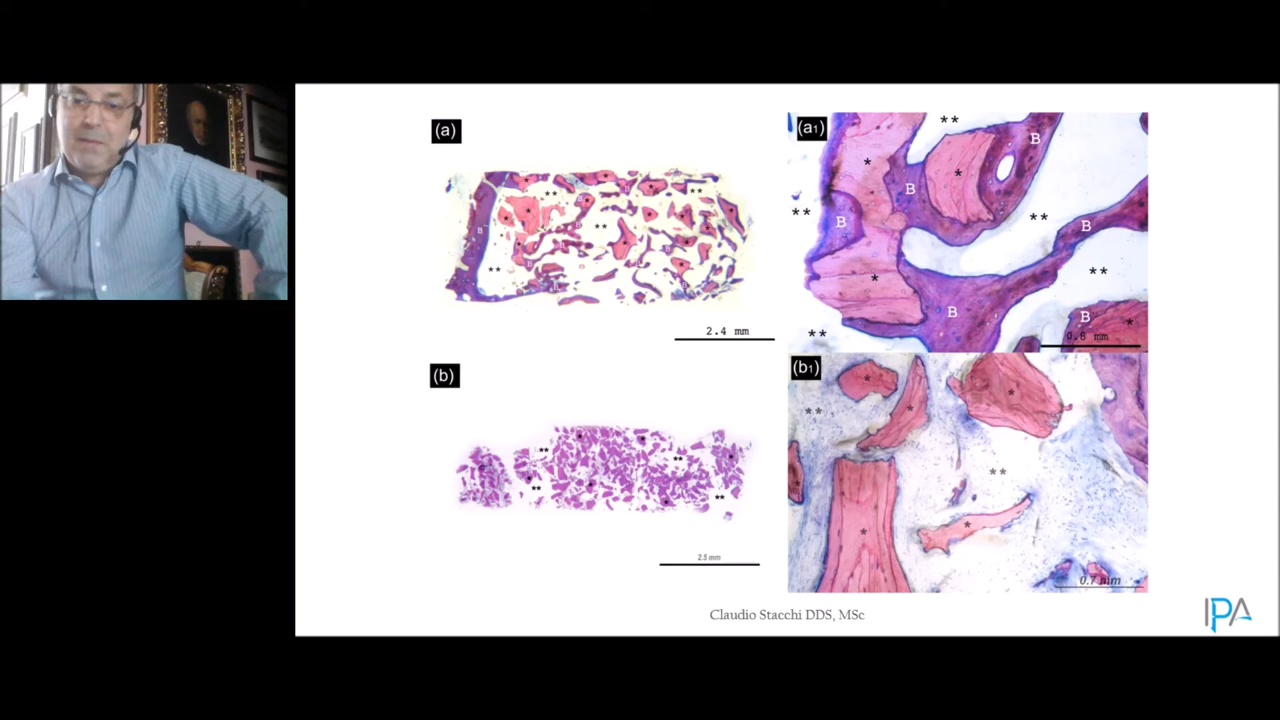 (a)
B
*
**
2.4 mm
(a1)
**
B
*
*
B
**
B
**
B
*
**
B
B
*
**
0.8 mm
(b)
**
**
**
**
2.5 mm
(b1)
*
*
*
**
**
*
*
*
0.7 mm
Claudio Stacchi DDS, MSc
IPA